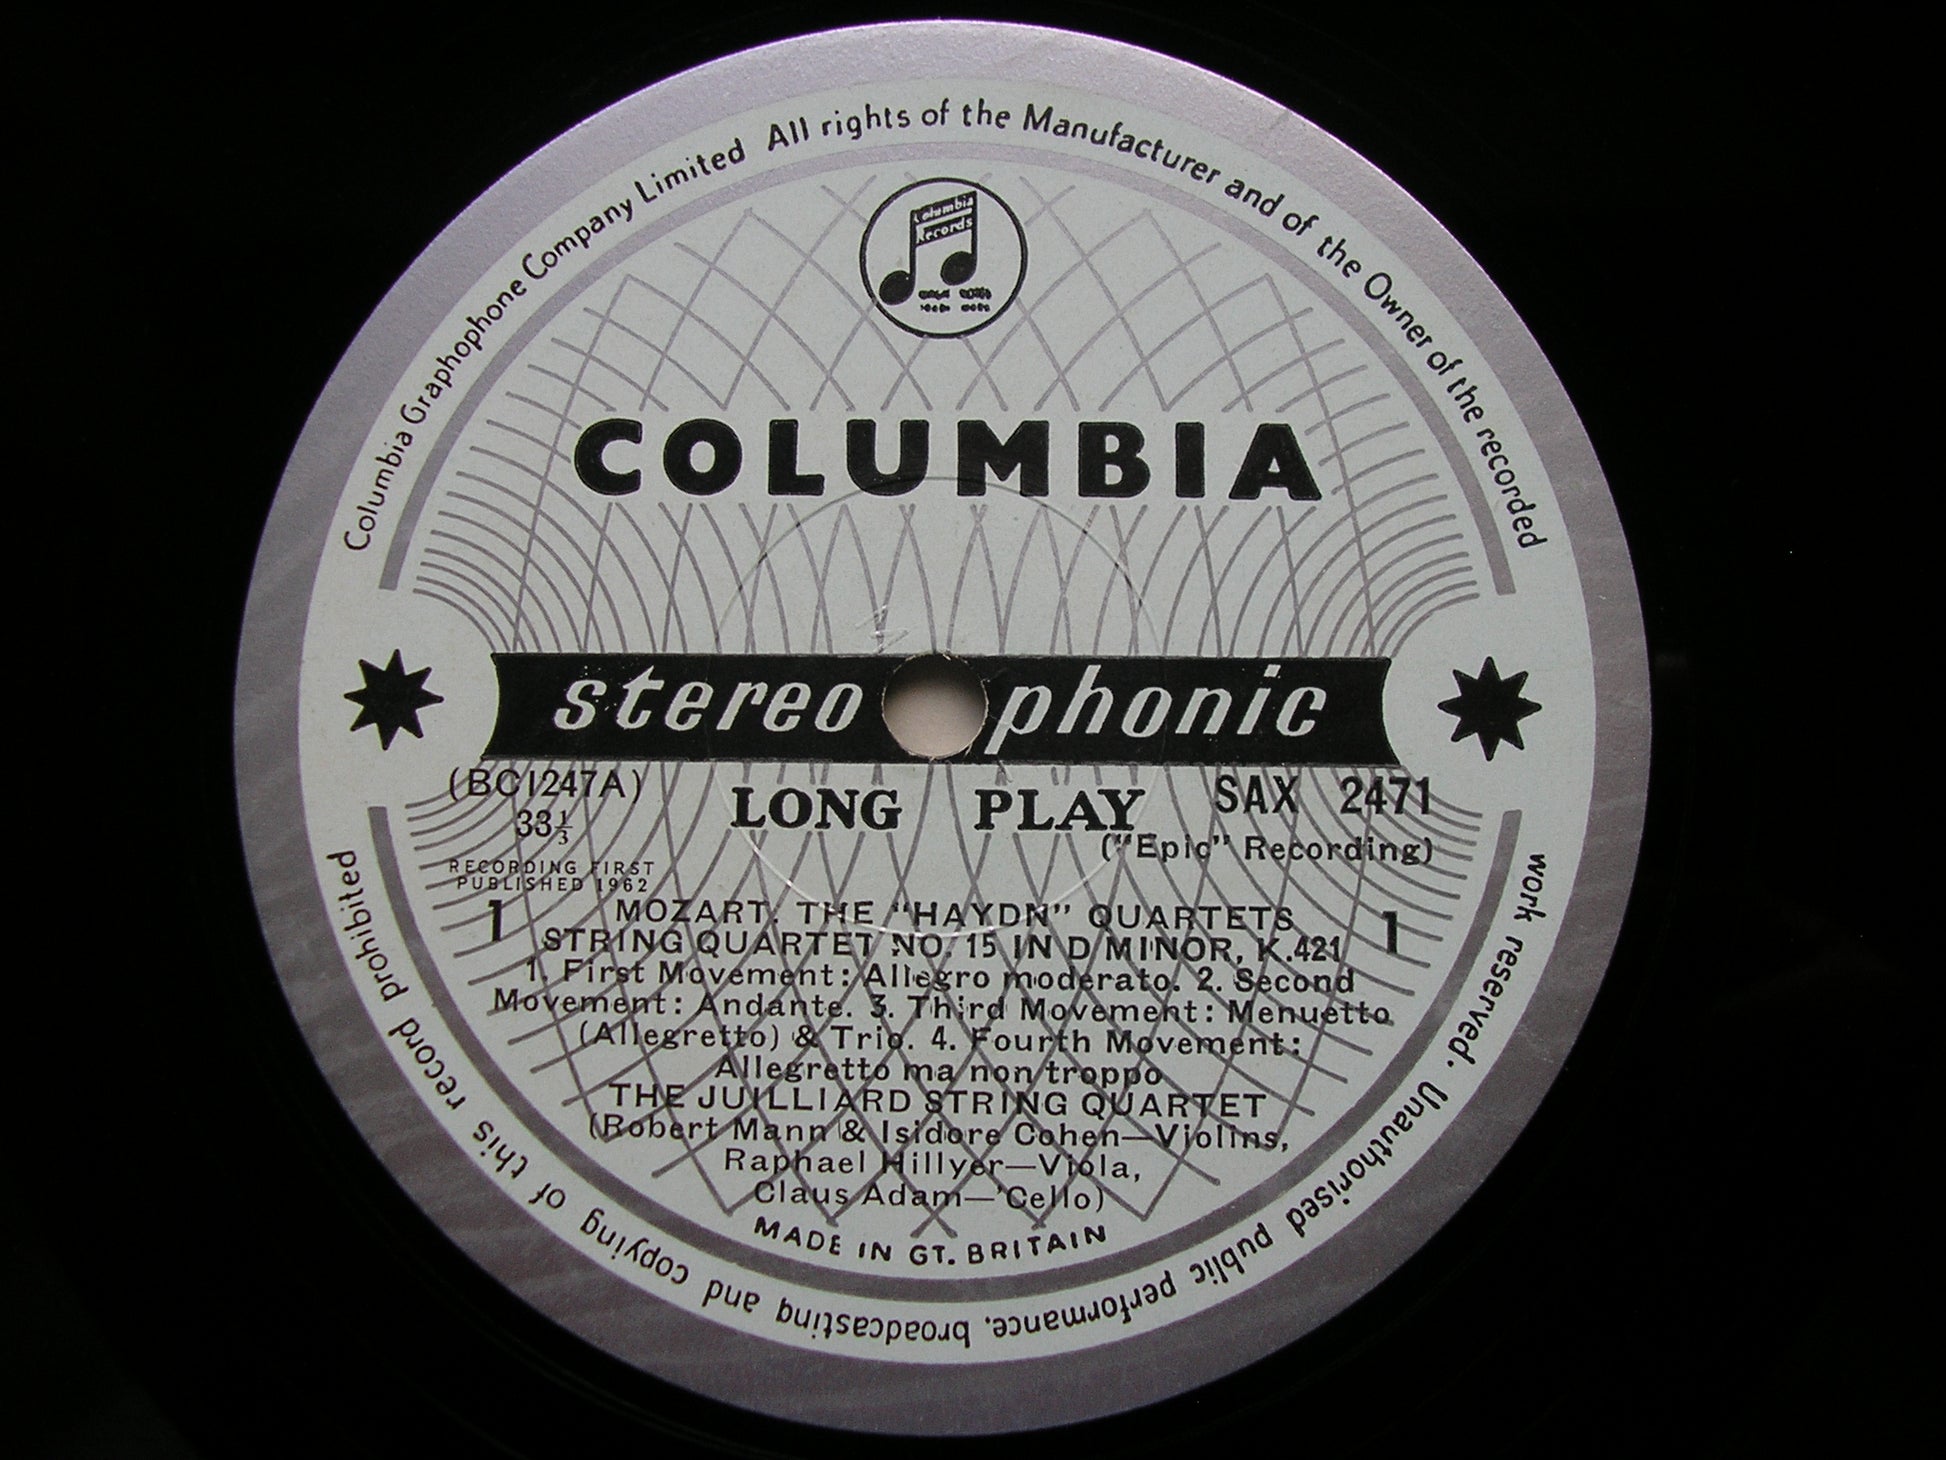 Columbia Graphophone Company Limited All rights of the Manufacturer and of the Owner of the recorded
work reserved. Unauthorised public performance, broadcasting and copying of this record prohibited
Columbia
Records
COLUMBIA
stereophonic
(BC1247A)
33⅓
RECORDING FIRST
PUBLISHED 1962
LONG PLAY
SAX 2471
("Epic" Recording)
1
1
MOZART. THE "HAYDN" QUARTETS
STRING QUARTET NO. 15 IN D MINOR, K.421
1. First Movement: Allegro moderato. 2. Second
Movement: Andante. 3. Third Movement: Menuetto
(Allegretto) & Trio. 4. Fourth Movement:
Allegretto ma non troppo
THE JUILLIARD STRING QUARTET
(Robert Mann & Isidore Cohen—Violins,
Raphael Hillyer—Viola,
Claus Adam—'Cello)
MADE IN GT. BRITAIN